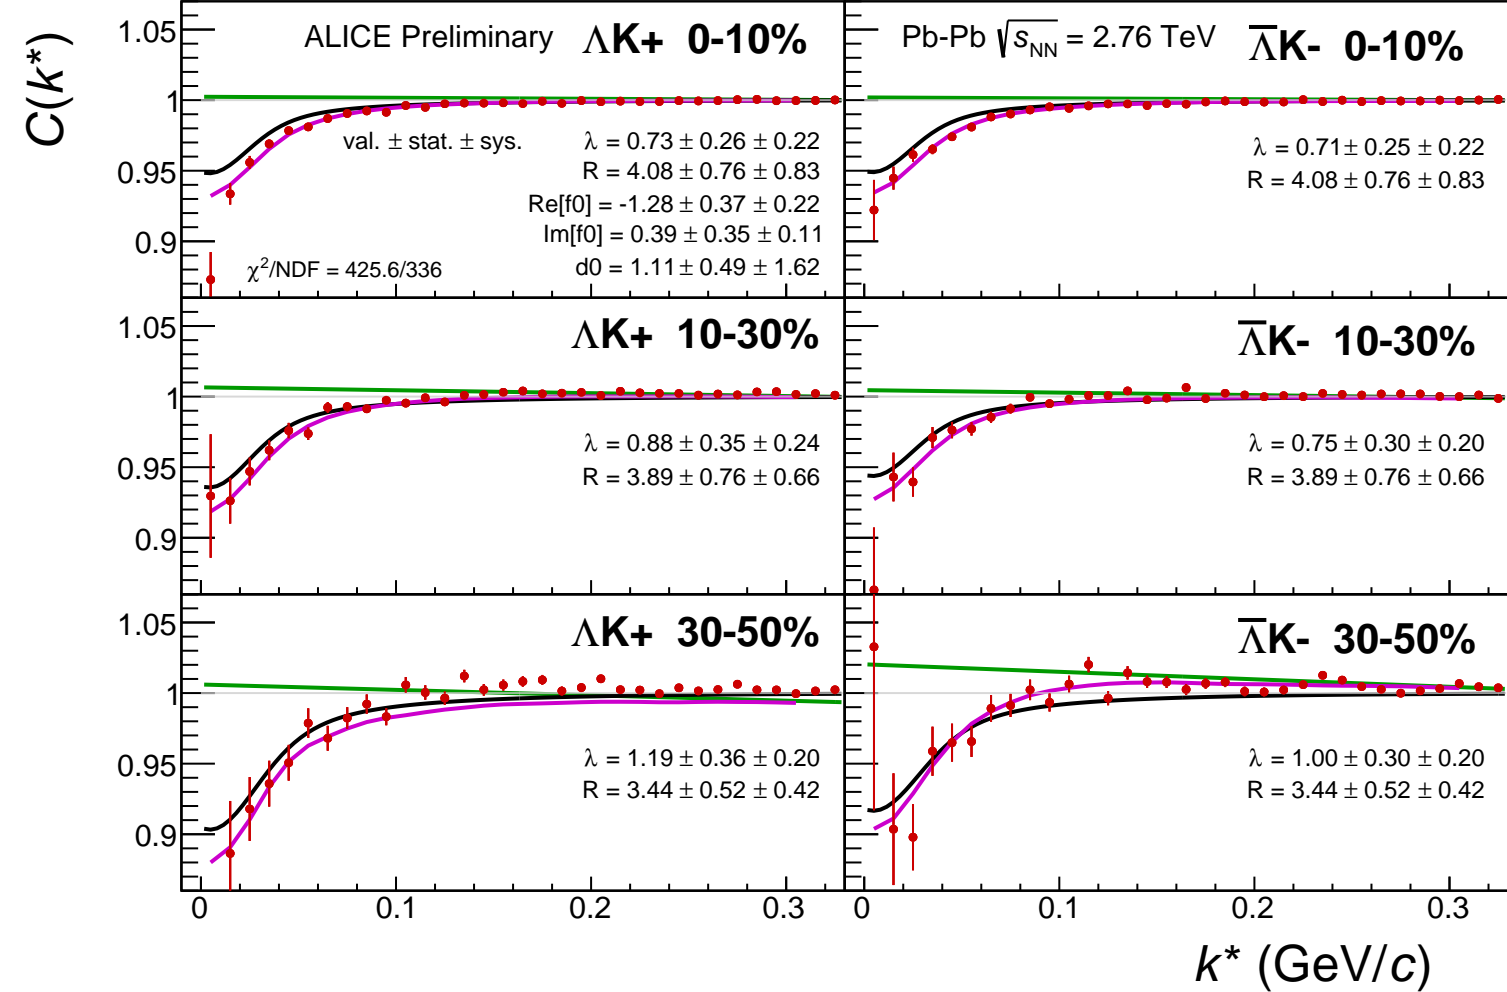 C(k*)
ALICE Preliminary ΛK+ 0-10%
val. ± stat. ± sys.
λ = 0.73 ± 0.26 ± 0.22
R = 4.08 ± 0.76 ± 0.83
Re[f0] = -1.28 ± 0.37 ± 0.22
Im[f0] = 0.39 ± 0.35 ± 0.11
d0 = 1.11 ± 0.49 ± 1.62
χ²/NDF = 425.6/336
1.05
1
0.95
0.9
Pb-Pb √sNN = 2.76 TeV Λ̅K- 0-10%
λ = 0.71 ± 0.25 ± 0.22
R = 4.08 ± 0.76 ± 0.83
ΛK+ 10-30%
λ = 0.88 ± 0.35 ± 0.24
R = 3.89 ± 0.76 ± 0.66
1.05
1
0.95
0.9
Λ̅K- 10-30%
λ = 0.75 ± 0.30 ± 0.20
R = 3.89 ± 0.76 ± 0.66
ΛK+ 30-50%
λ = 1.19 ± 0.36 ± 0.20
R = 3.44 ± 0.52 ± 0.42
1.05
1
0.95
0.9
Λ̅K- 30-50%
λ = 1.00 ± 0.30 ± 0.20
R = 3.44 ± 0.52 ± 0.42
0 0.1 0.2 0.3 0 0.1 0.2 0.3
k* (GeV/c)